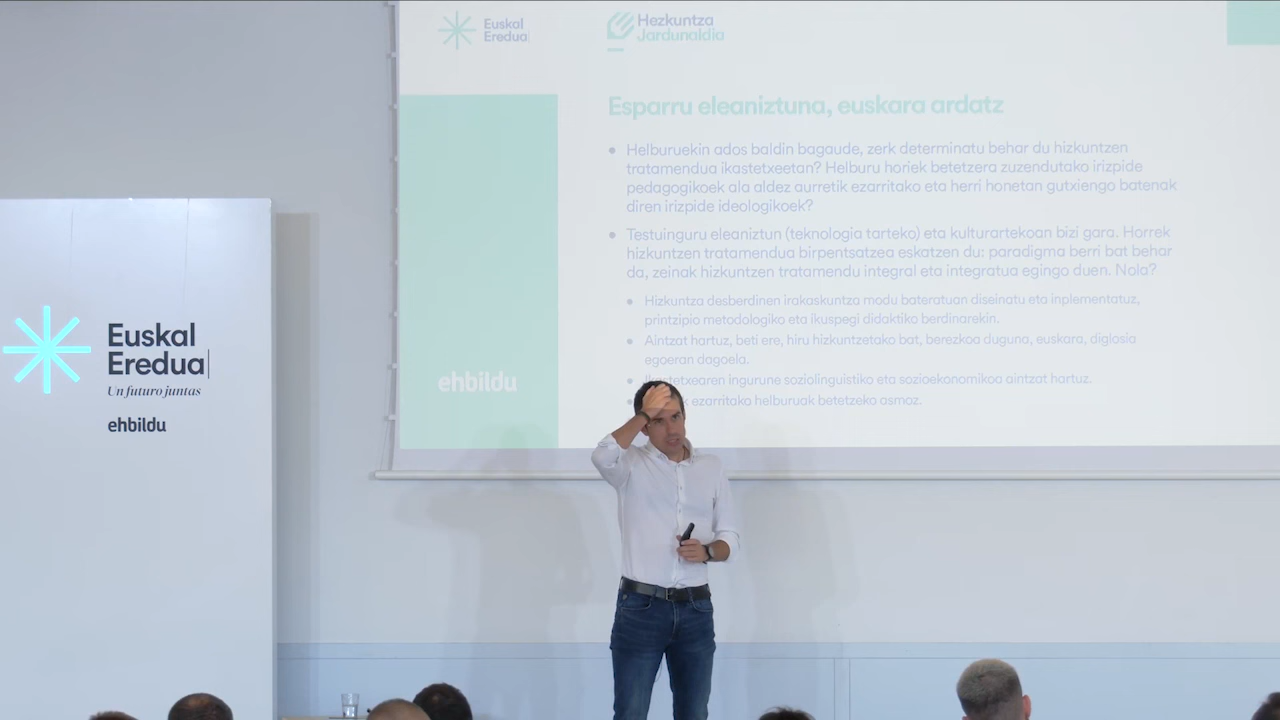 Euskal
Eredua
Hezkuntza
Jardunaldia
Esparru eleaniztuna, euskara ardatz
• Helburuekin ados baldin bagaude, zerk determinatu behar du hizkuntzen
tratamendua ikastetxeetan? Helburu horiek betetzera zuzendutako irizpide
pedagogikoek ala aldez aurretik ezarritako eta herri honetan gutxiengo batenak
diren irizpide ideologikoek?
• Testuinguru eleaniztun (teknologia tarteko) eta kulturartekoan bizi gara. Horrek
hizkuntzen tratamendua birpentsatzea eskatzen du: paradigma berri bat behar
da, zeinak hizkuntzen tratamendu integral eta integratua egingo duen. Nola?
• Hizkuntza desberdinen irakaskuntza modu bateratuan diseinatu eta inplementatuz,
printzipio metodologiko eta ikuspegi didaktiko berdinarekin.
• Aintzat hartuz, beti ere, hiru hizkuntzetako bat, berezkoa duguna, euskara, diglosia
egoeran dagoela.
• Ikastetxearen ingurune soziolinguistiko eta sozioekonomikoa aintzat hartuz.
• ezarritako helburuak betetzeko asmoz.
ehbildu
Euskal
Eredua
Un futuro juntas
ehbildu